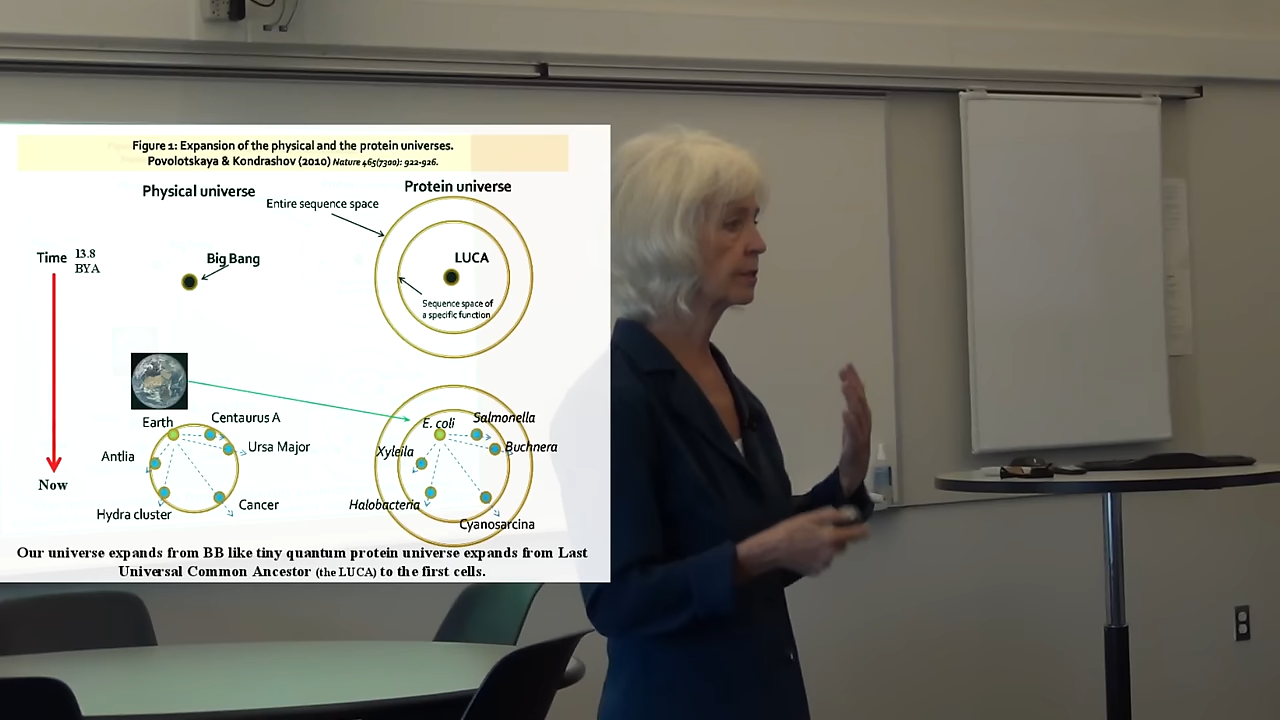 Figure 1: Expansion of the physical and the protein universes.
Povolotskaya & Kondrashov (2010) Nature 465(7300): 922-926.
Physical universe
Protein universe
Entire sequence space
Time 13.8
BYA
Big Bang
LUCA
Sequence space of
a specific function
Earth
Centaurus A
Ursa Major
Antlia
Hydra cluster
Cancer
Now
E. coli
Salmonella
Xyleila
Buchnera
Halobacteria
Cyanosarcina
Our universe expands from BB like tiny quantum protein universe expands from Last
Universal Common Ancestor (the LUCA) to the first cells.